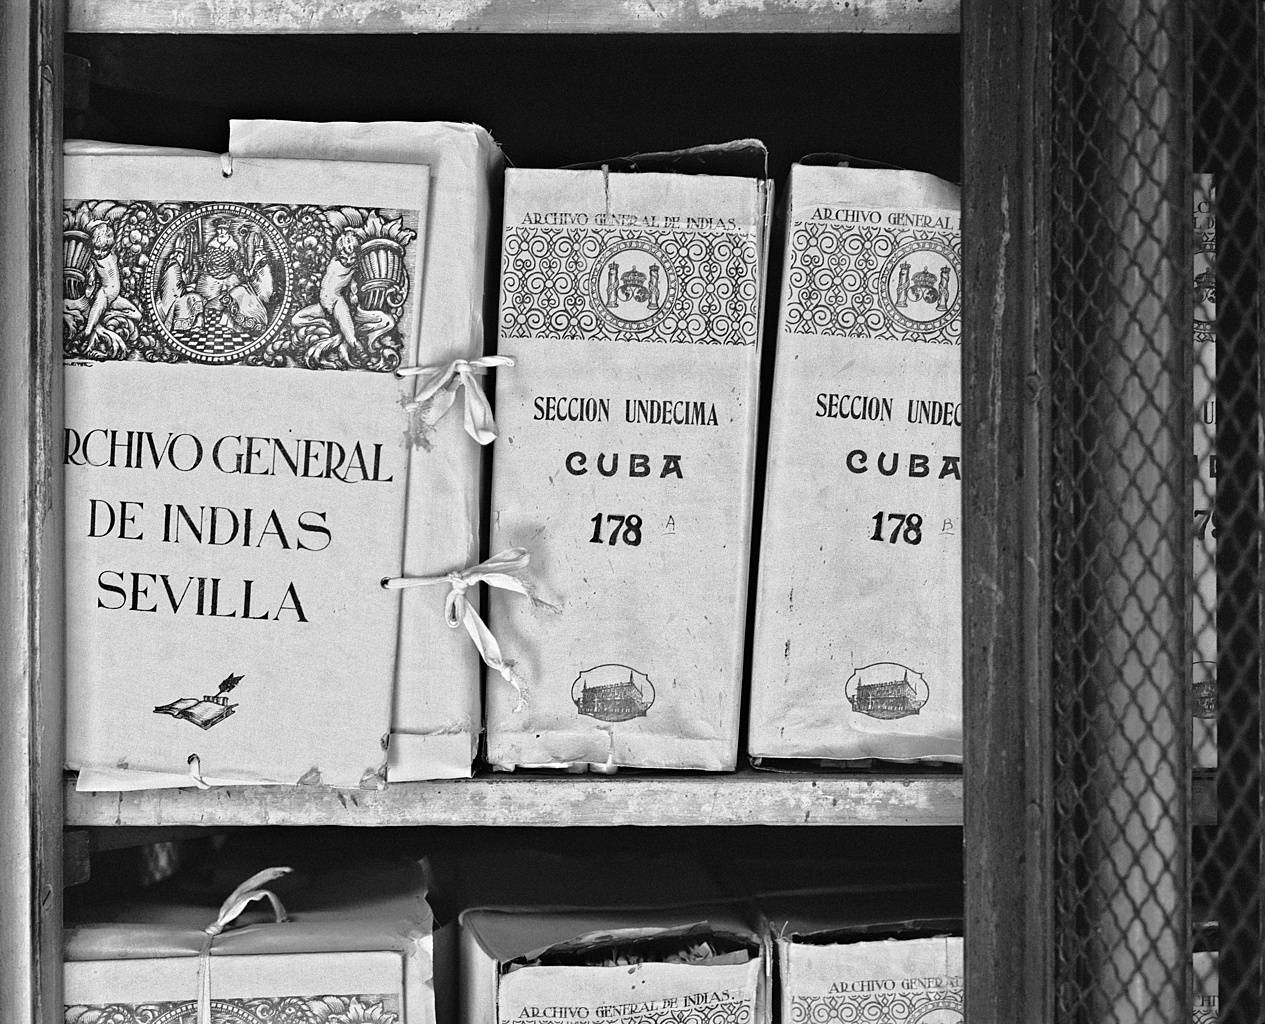 RCHIVO GENERAL
DE INDIAS
SEVILLA
ARCHIVO GENERAL DE INDIAS.
SECCION UNDECIMA
CUBA
178 A
ARCHIVO GENERAL
SECCION UNDEC
CUBA
178 B
ARCHIVO GENERAL DE INDIAS.
ARCHIVO GENERAL